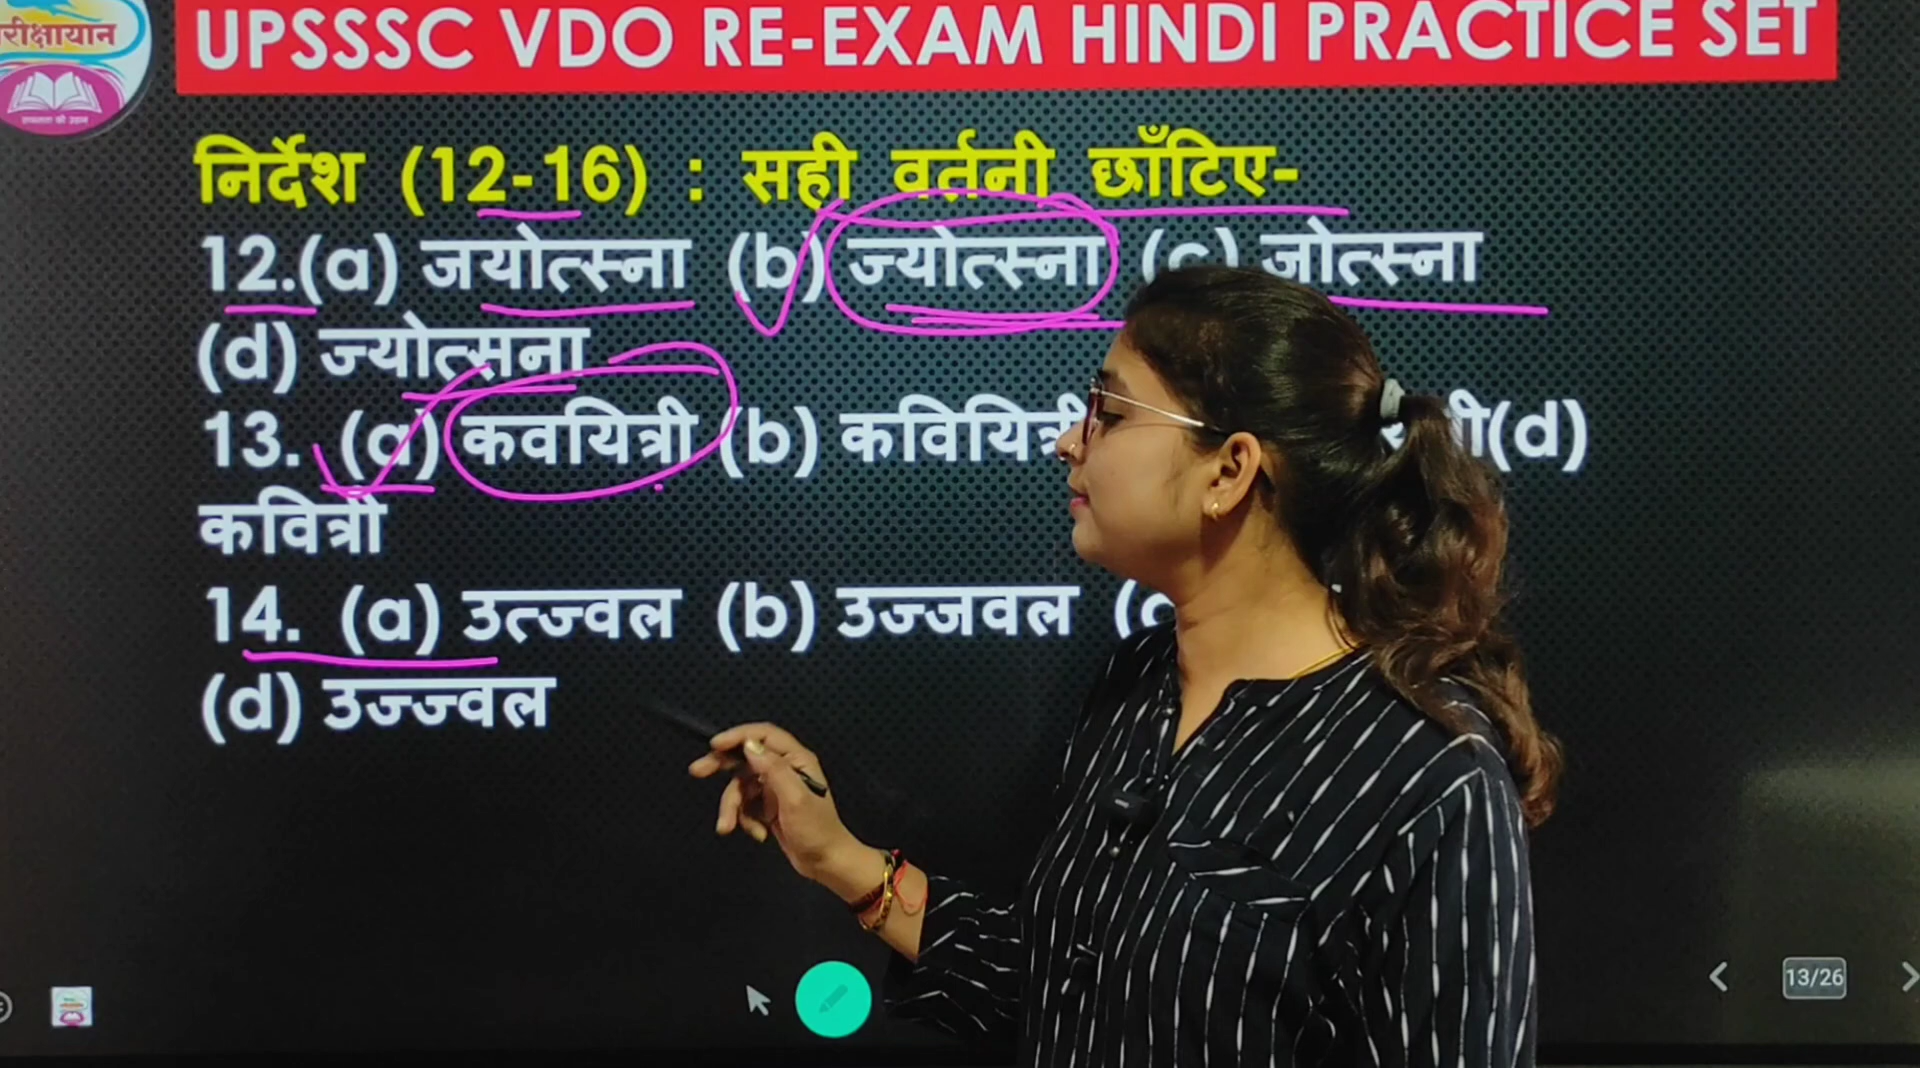 रीक्षायान
UPSSSC VDO RE-EXAM HINDI PRACTICE SET
निर्देश (12-16) : सही वर्तनी छाँटिए-
12.(a) जयोत्स्ना (b) ज्योत्स्ना (c) जोत्स्ना
(d) ज्योत्सना
13. (a) कवयित्री (b) कवियित्री (d)
कवित्री
14. (a) उत्ज्वल (b) उज्जवल (c
(d) उज्ज्वल
13/26